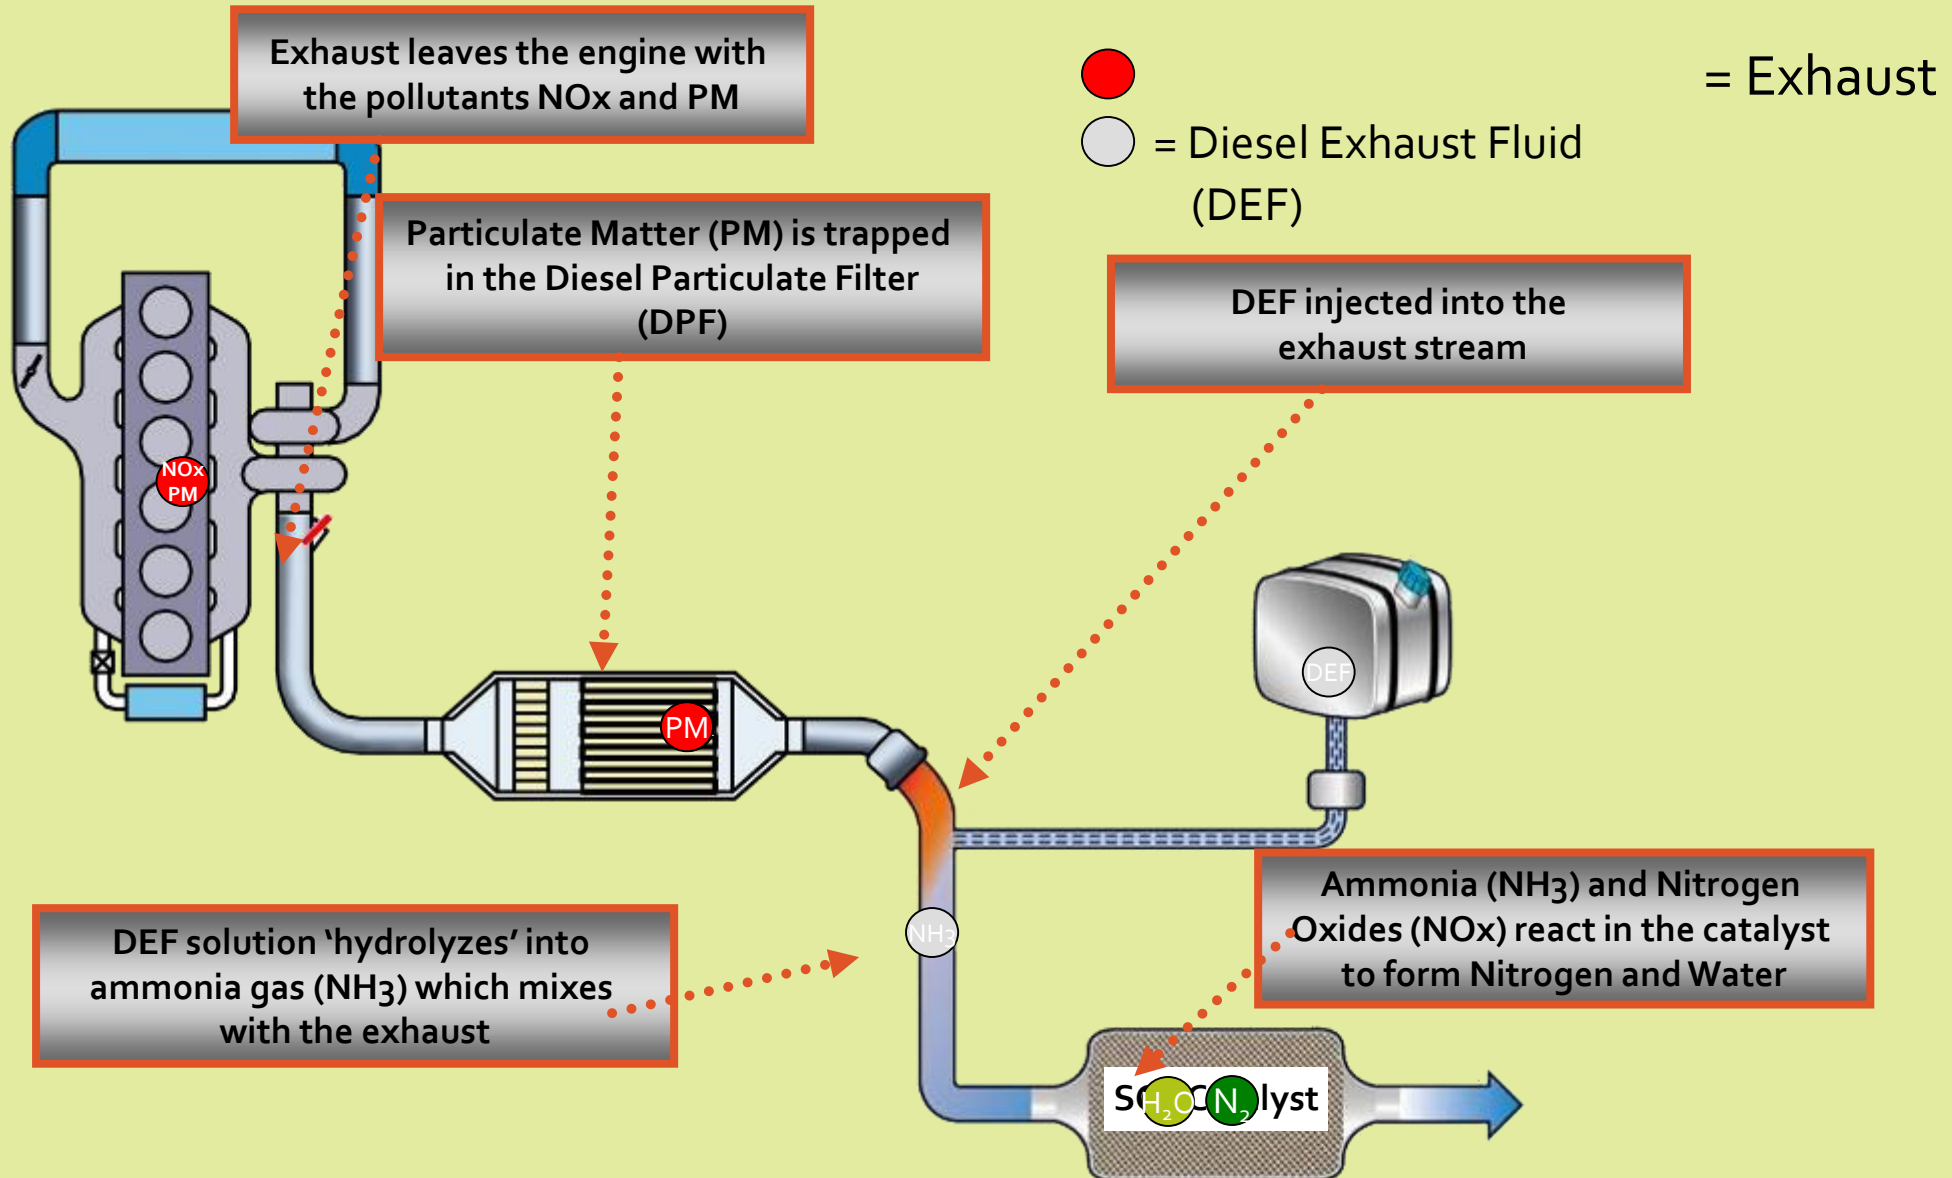 Exhaust leaves the engine with
the pollutants NOx and PM
= Exhaust
= Diesel Exhaust Fluid
(DEF)
Particulate Matter (PM) is trapped
in the Diesel Particulate Filter
(DPF)
DEF injected into the
exhaust stream
NOx
PM
PM
DEF
NH3
Ammonia (NH3) and Nitrogen
Oxides (NOx) react in the catalyst
to form Nitrogen and Water
DEF solution ‘hydrolyzes’ into
ammonia gas (NH3) which mixes
with the exhaust
H₂O N₂